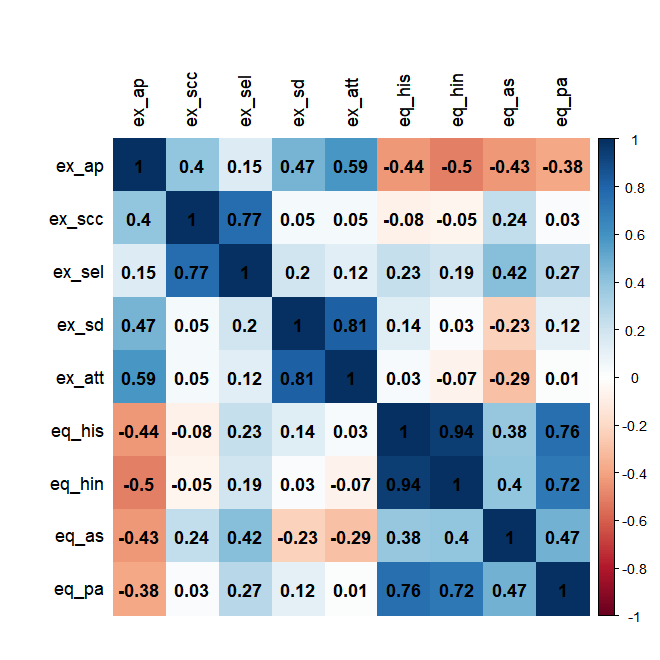 ex_ap ex_scc ex_sel ex_sd ex_att eq_his eq_hin eq_as eq_pa
ex_ap 1 0.4 0.15 0.47 0.59 -0.44 -0.5 -0.43 -0.38
ex_scc 0.4 1 0.77 0.05 0.05 -0.08 -0.05 0.24 0.03
ex_sel 0.15 0.77 1 0.2 0.12 0.23 0.19 0.42 0.27
ex_sd 0.47 0.05 0.2 1 0.81 0.14 0.03 -0.23 0.12
ex_att 0.59 0.05 0.12 0.81 1 0.03 -0.07 -0.29 0.01
eq_his -0.44 -0.08 0.23 0.14 0.03 1 0.94 0.38 0.76
eq_hin -0.5 -0.05 0.19 0.03 -0.07 0.94 1 0.4 0.72
eq_as -0.43 0.24 0.42 -0.23 -0.29 0.38 0.4 1 0.47
eq_pa -0.38 0.03 0.27 0.12 0.01 0.76 0.72 0.47 1
1
0.8
0.6
0.4
0.2
0
-0.2
-0.4
-0.6
-0.8
-1